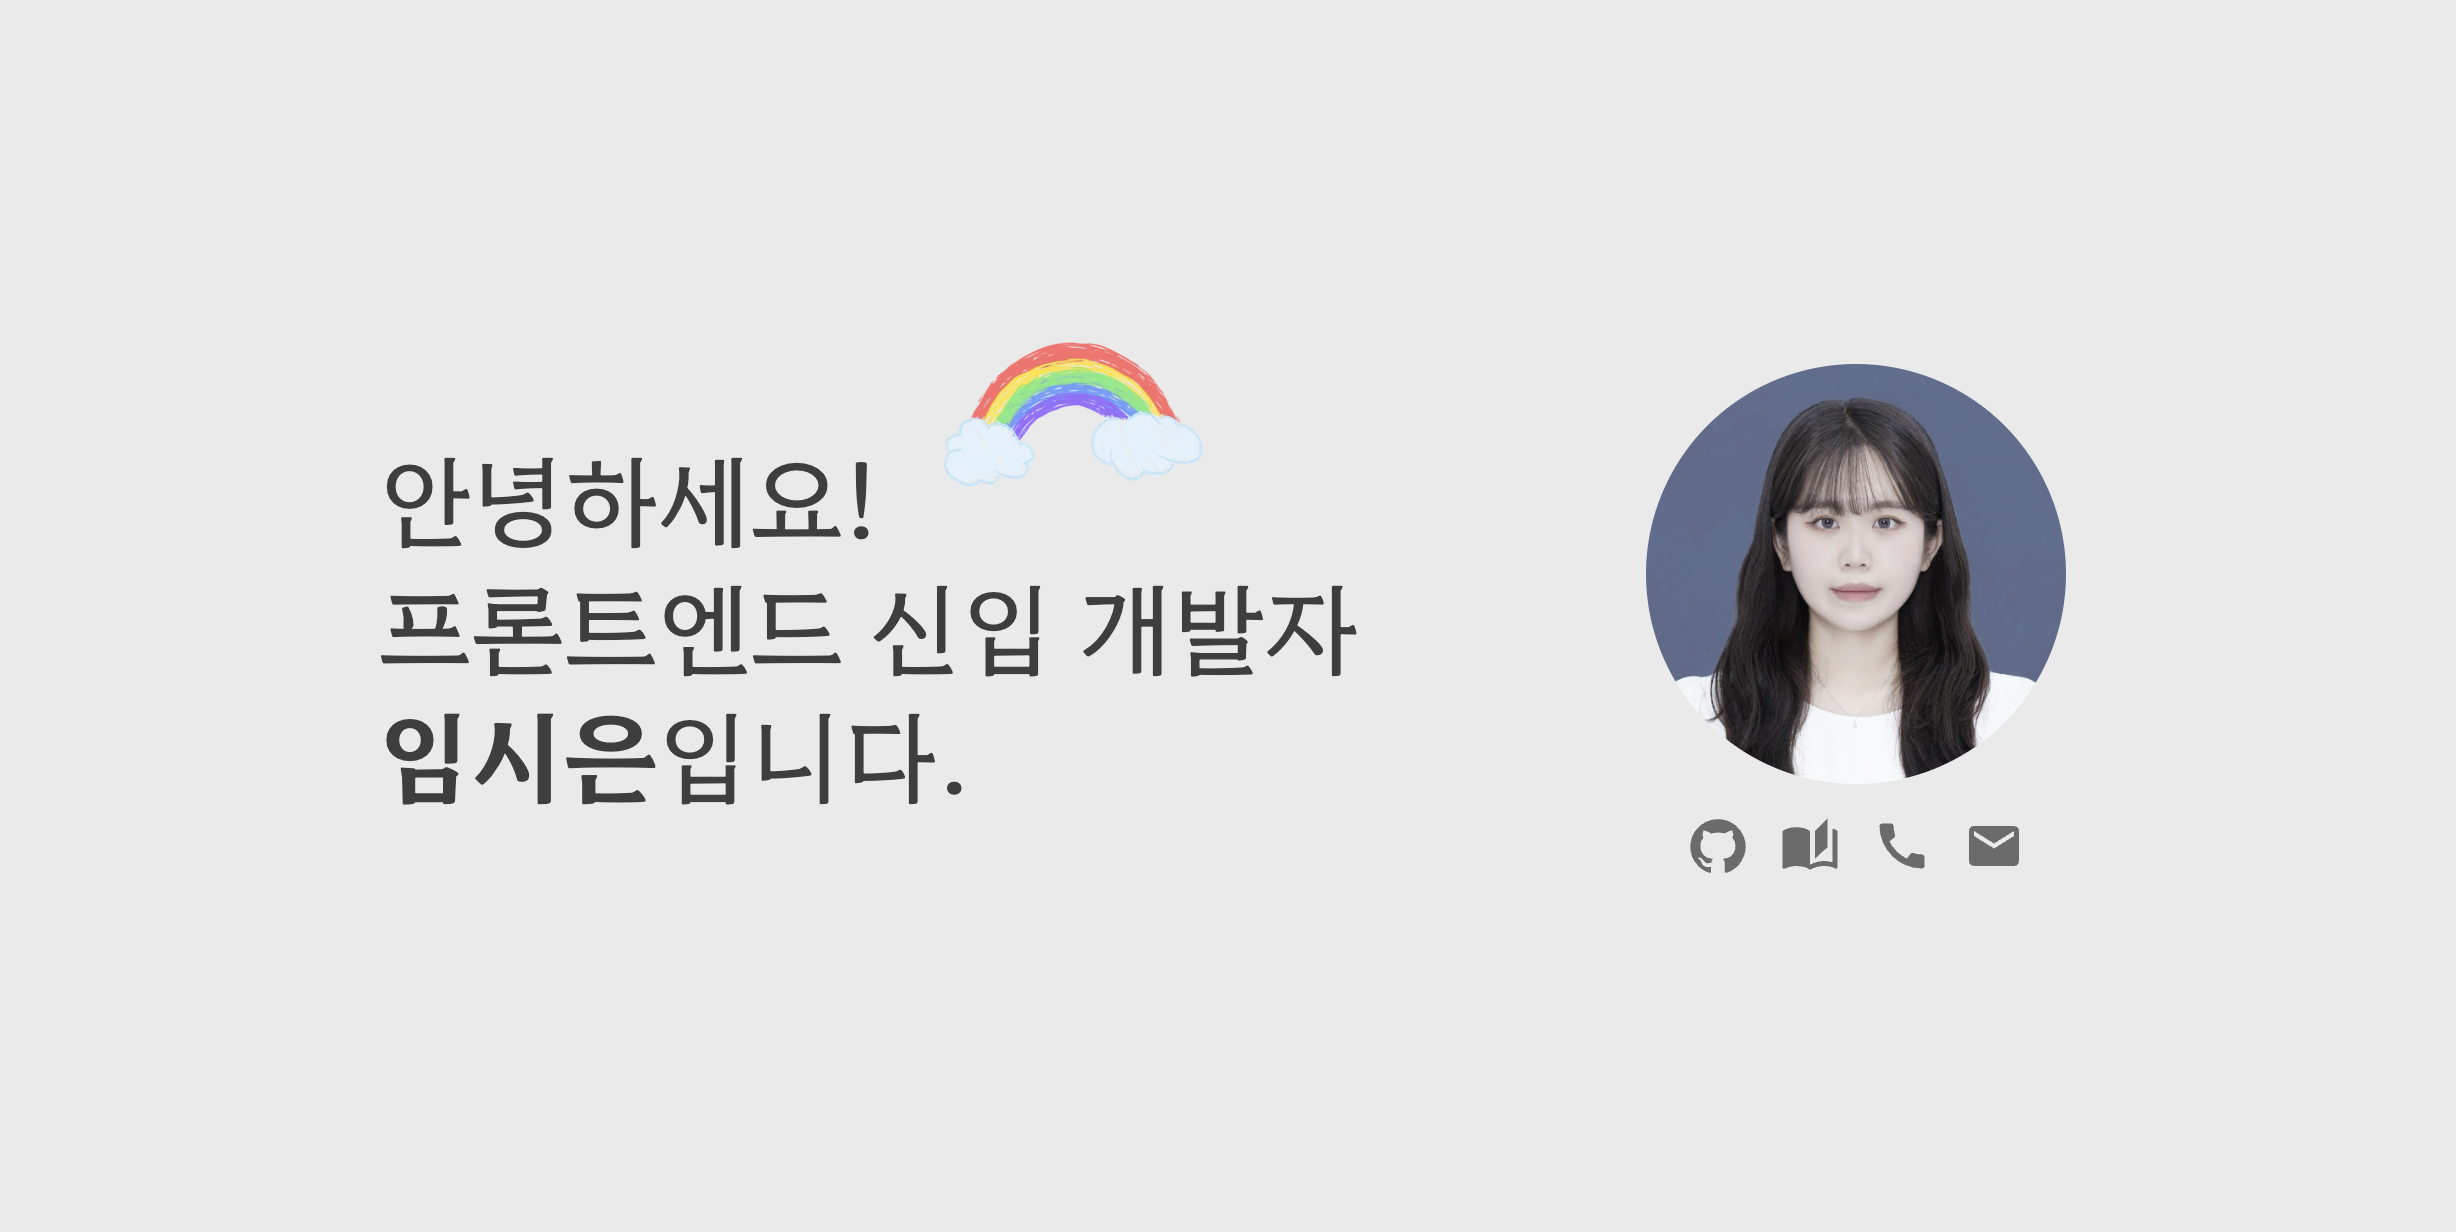 안녕하세요!
프론트엔드 신입 개발자
임시은입니다.